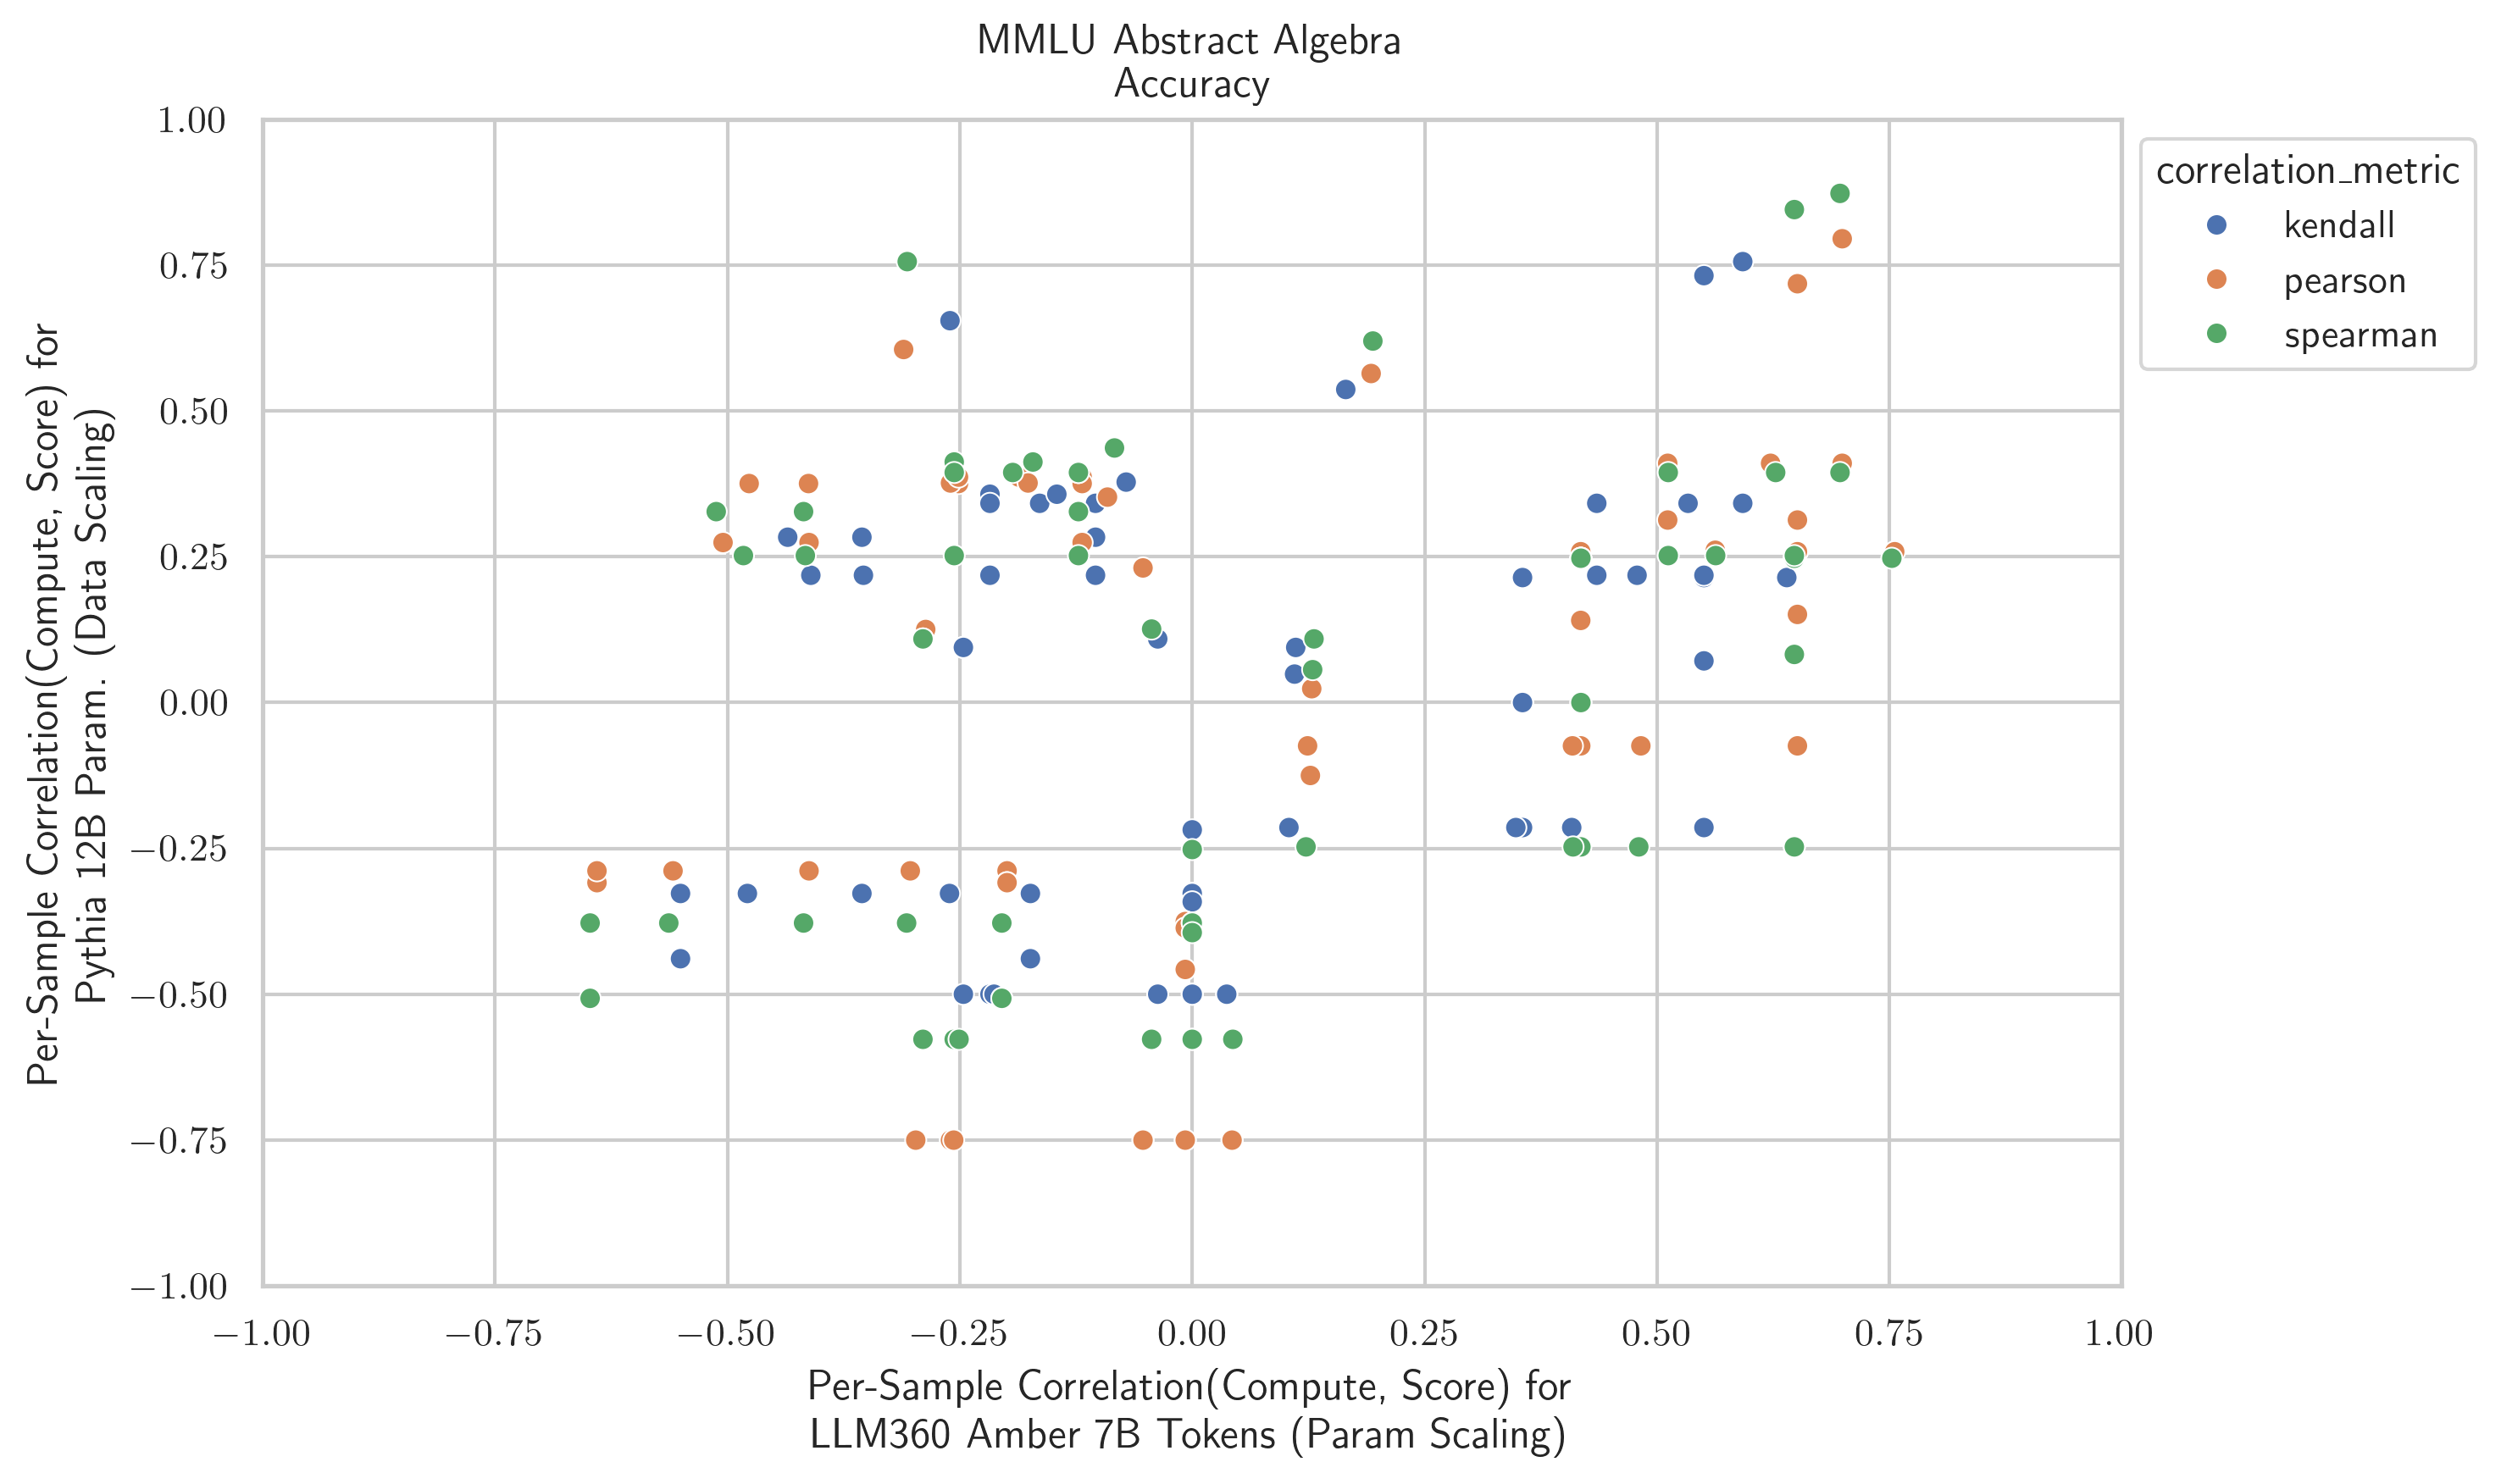 MMLU Abstract Algebra
Accuracy
Per-Sample Correlation(Compute, Score) for
Pythia 12B Param. (Data Scaling)
1.00
0.75
0.50
0.25
0.00
−0.25
−0.50
−0.75
−1.00
−1.00 −0.75 −0.50 −0.25 0.00 0.25 0.50 0.75 1.00
Per-Sample Correlation(Compute, Score) for
LLM360 Amber 7B Tokens (Param Scaling)
correlation_metric
kendall
pearson
spearman